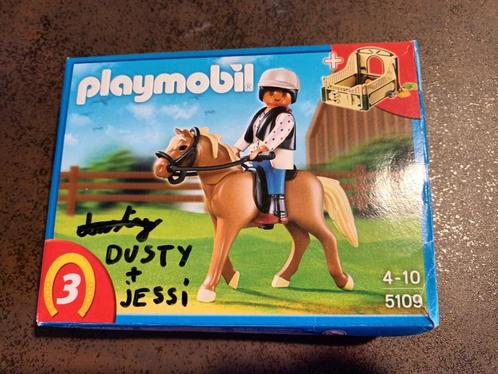 playmobil
+
DUSTY
+
jESSi
3
4-10
5109